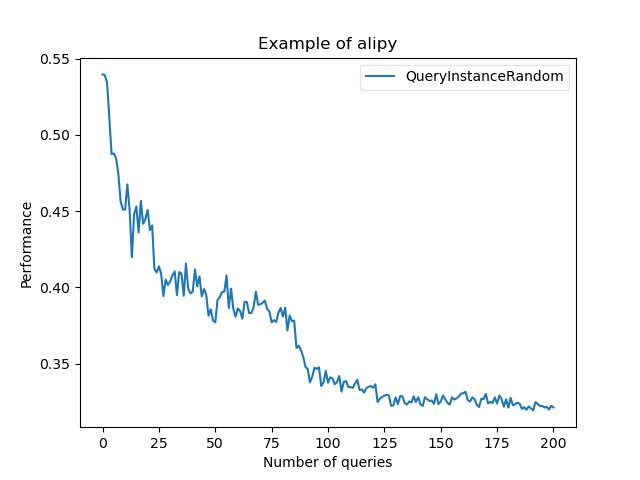 Example of alipy
QueryInstanceRandom
Performance
0.55
0.50
0.45
0.40
0.35
0 25 50 75 100 125 150 175 200
Number of queries